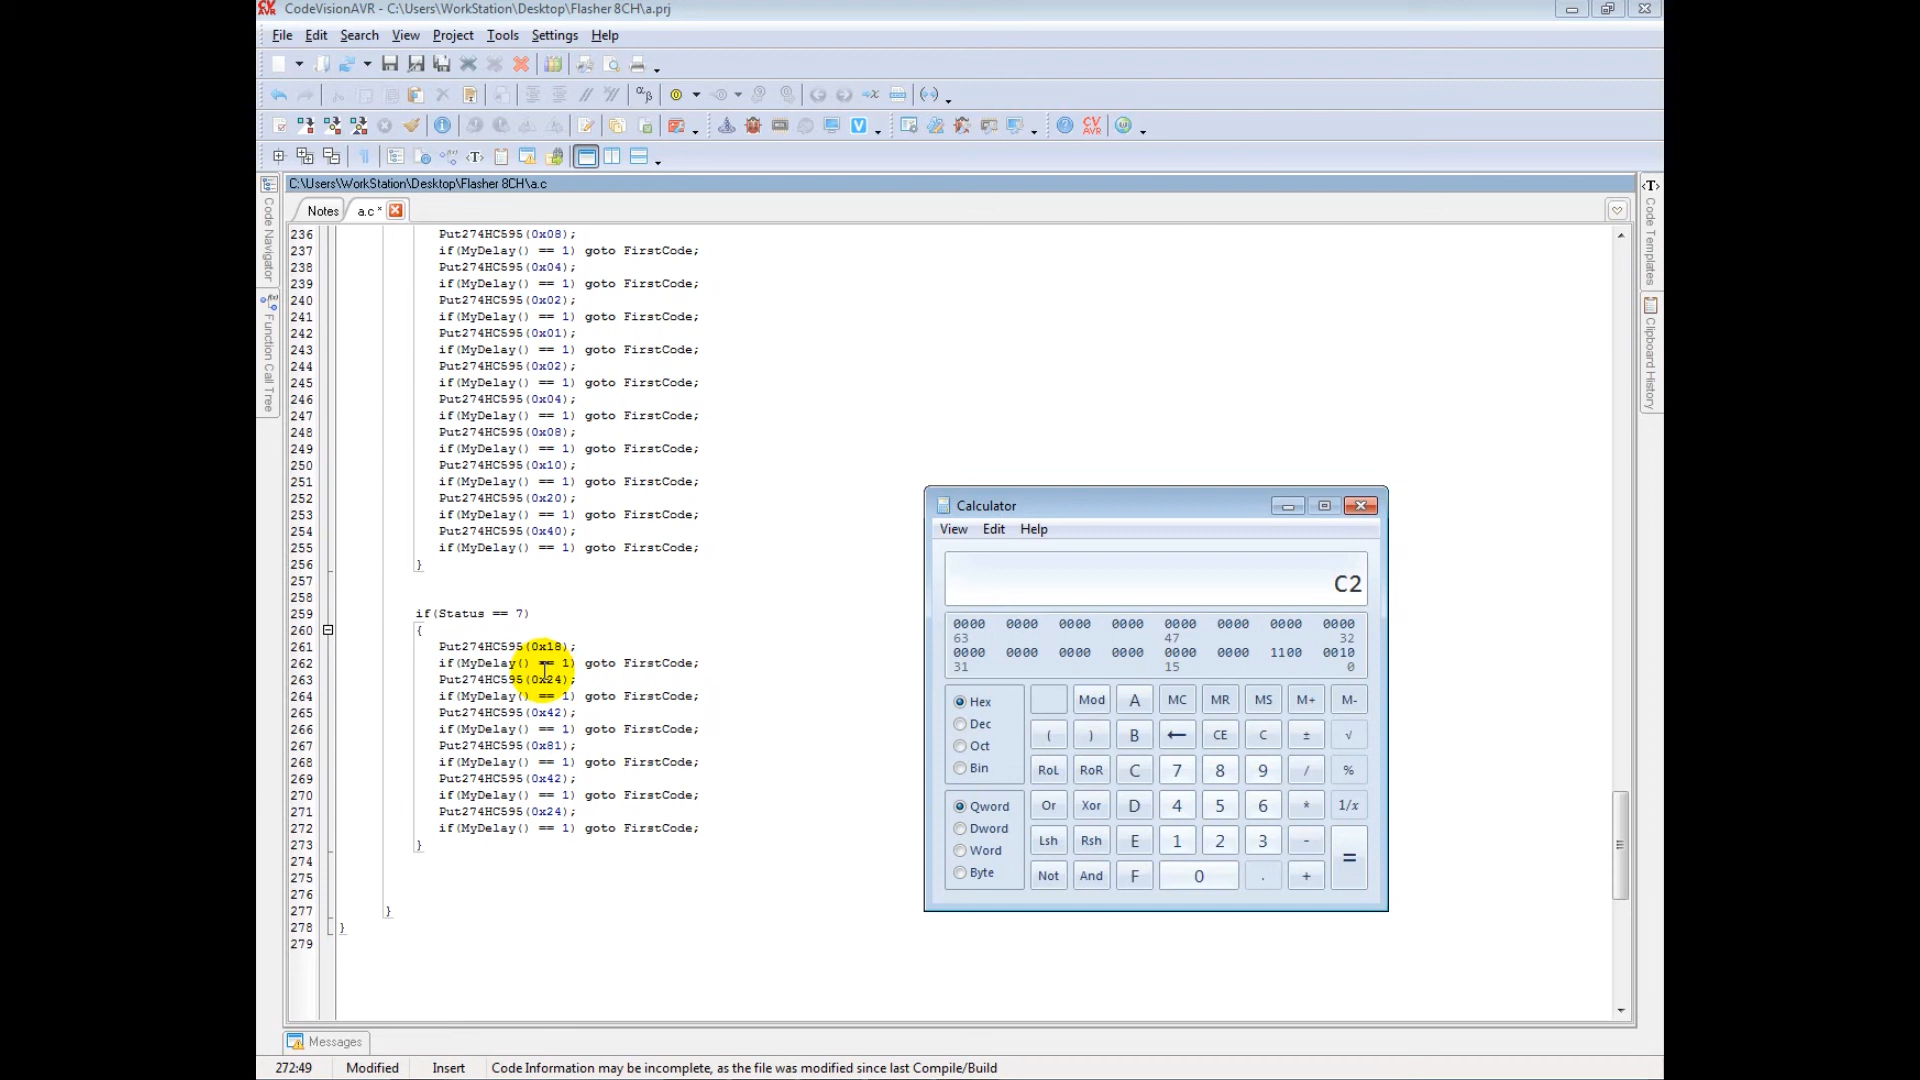 CodeVisionAVR - C:\Users\WorkStation\Desktop\Flasher 8CH\a.prj
File Edit Search View Project Tools Settings Help
C:\Users\WorkStation\Desktop\Flasher 8CH\a.c
Notes a.c *
Code Navigator
Function Call Tree
236 Put274HC595(0x08);
237 if(MyDelay() == 1) goto FirstCode;
238 Put274HC595(0x04);
239 if(MyDelay() == 1) goto FirstCode;
240 Put274HC595(0x02);
241 if(MyDelay() == 1) goto FirstCode;
242 Put274HC595(0x01);
243 if(MyDelay() == 1) goto FirstCode;
244 Put274HC595(0x02);
245 if(MyDelay() == 1) goto FirstCode;
246 Put274HC595(0x04);
247 if(MyDelay() == 1) goto FirstCode;
248 Put274HC595(0x08);
249 if(MyDelay() == 1) goto FirstCode;
250 Put274HC595(0x10);
251 if(MyDelay() == 1) goto FirstCode;
252 Put274HC595(0x20);
253 if(MyDelay() == 1) goto FirstCode;
254 Put274HC595(0x40);
255 if(MyDelay() == 1) goto FirstCode;
256 }
257
258
259 if(Status == 7)
260 {
261 Put274HC595(0x18);
262 if(MyDelay() == 1) goto FirstCode;
263 Put274HC595(0x24);
264 if(MyDelay() == 1) goto FirstCode;
265 Put274HC595(0x42);
266 if(MyDelay() == 1) goto FirstCode;
267 Put274HC595(0x81);
268 if(MyDelay() == 1) goto FirstCode;
269 Put274HC595(0x42);
270 if(MyDelay() == 1) goto FirstCode;
271 Put274HC595(0x24);
272 if(MyDelay() == 1) goto FirstCode;
273 }
274
275
276
277 }
278 }
279
Code Templates
Clipboard History
Calculator
View Edit Help
C2
0000 0000 0000 0000 0000 0000 0000 0000
63 47 32
0000 0000 0000 0000 0000 0000 1100 0010
31 15 0
Hex Mod A MC MR MS M+ M-
Dec ( ) B ← CE C ± √
Oct
Bin RoL RoR C 7 8 9 / %
Qword Or Xor D 4 5 6 * 1/x
Dword
Word Lsh Rsh E 1 2 3 - =
Byte Not And F 0 . +
Messages
272:49 Modified Insert Code Information may be incomplete, as the file was modified since last Compile/Build